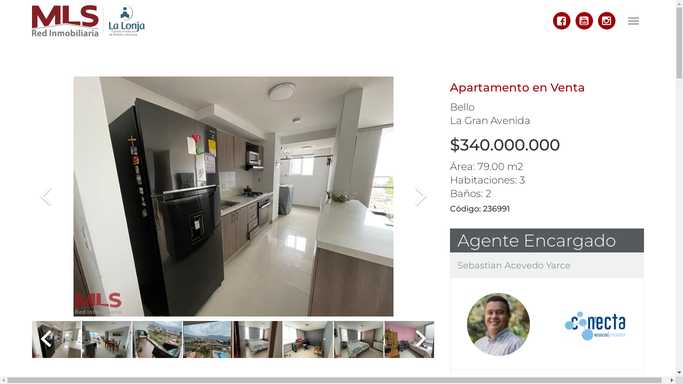 MLS
Red Inmobiliaria
La Lonja
Apartamento en Venta
Bello
La Gran Avenida
$340.000.000
Área: 79.00 m2
Habitaciones: 3
Baños: 2
Código: 236991
Agente Encargado
Sebastian Acevedo Yarce
MLS
Red Inmobiliaria
conecta